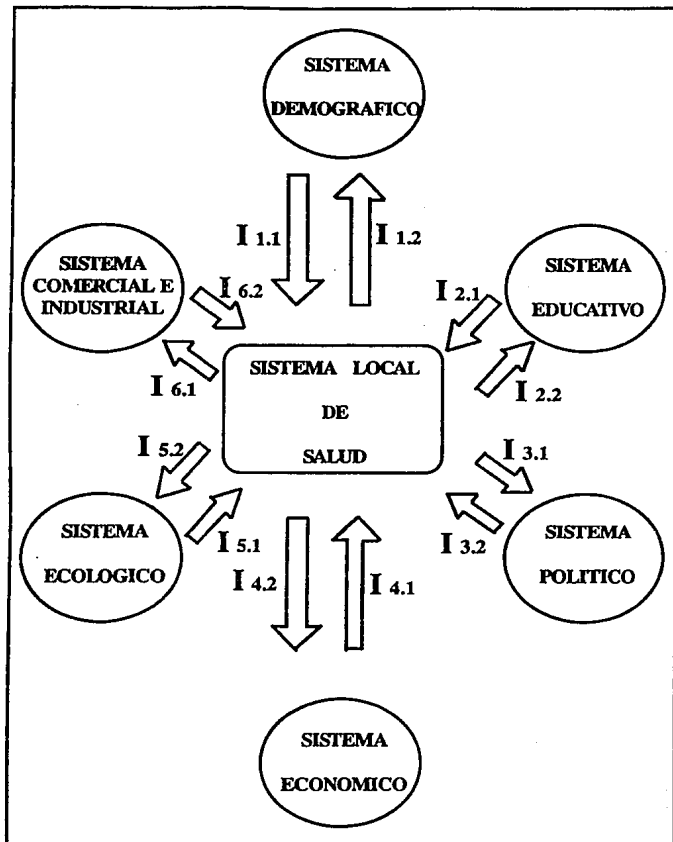 SISTEMA
DEMOGRAFICO
I 1.1
I 1.2
SISTEMA
COMERCIAL E
INDUSTRIAL
I 6.2
I 6.1
I 2.1
SISTEMA
EDUCATIVO
I 2.2
SISTEMA LOCAL
DE
SALUD
I 5.2
I 3.1
SISTEMA
ECOLOGICO
I 5.1
I 4.2
I 4.1
I 3.2
SISTEMA
POLITICO
SISTEMA
ECONOMICO